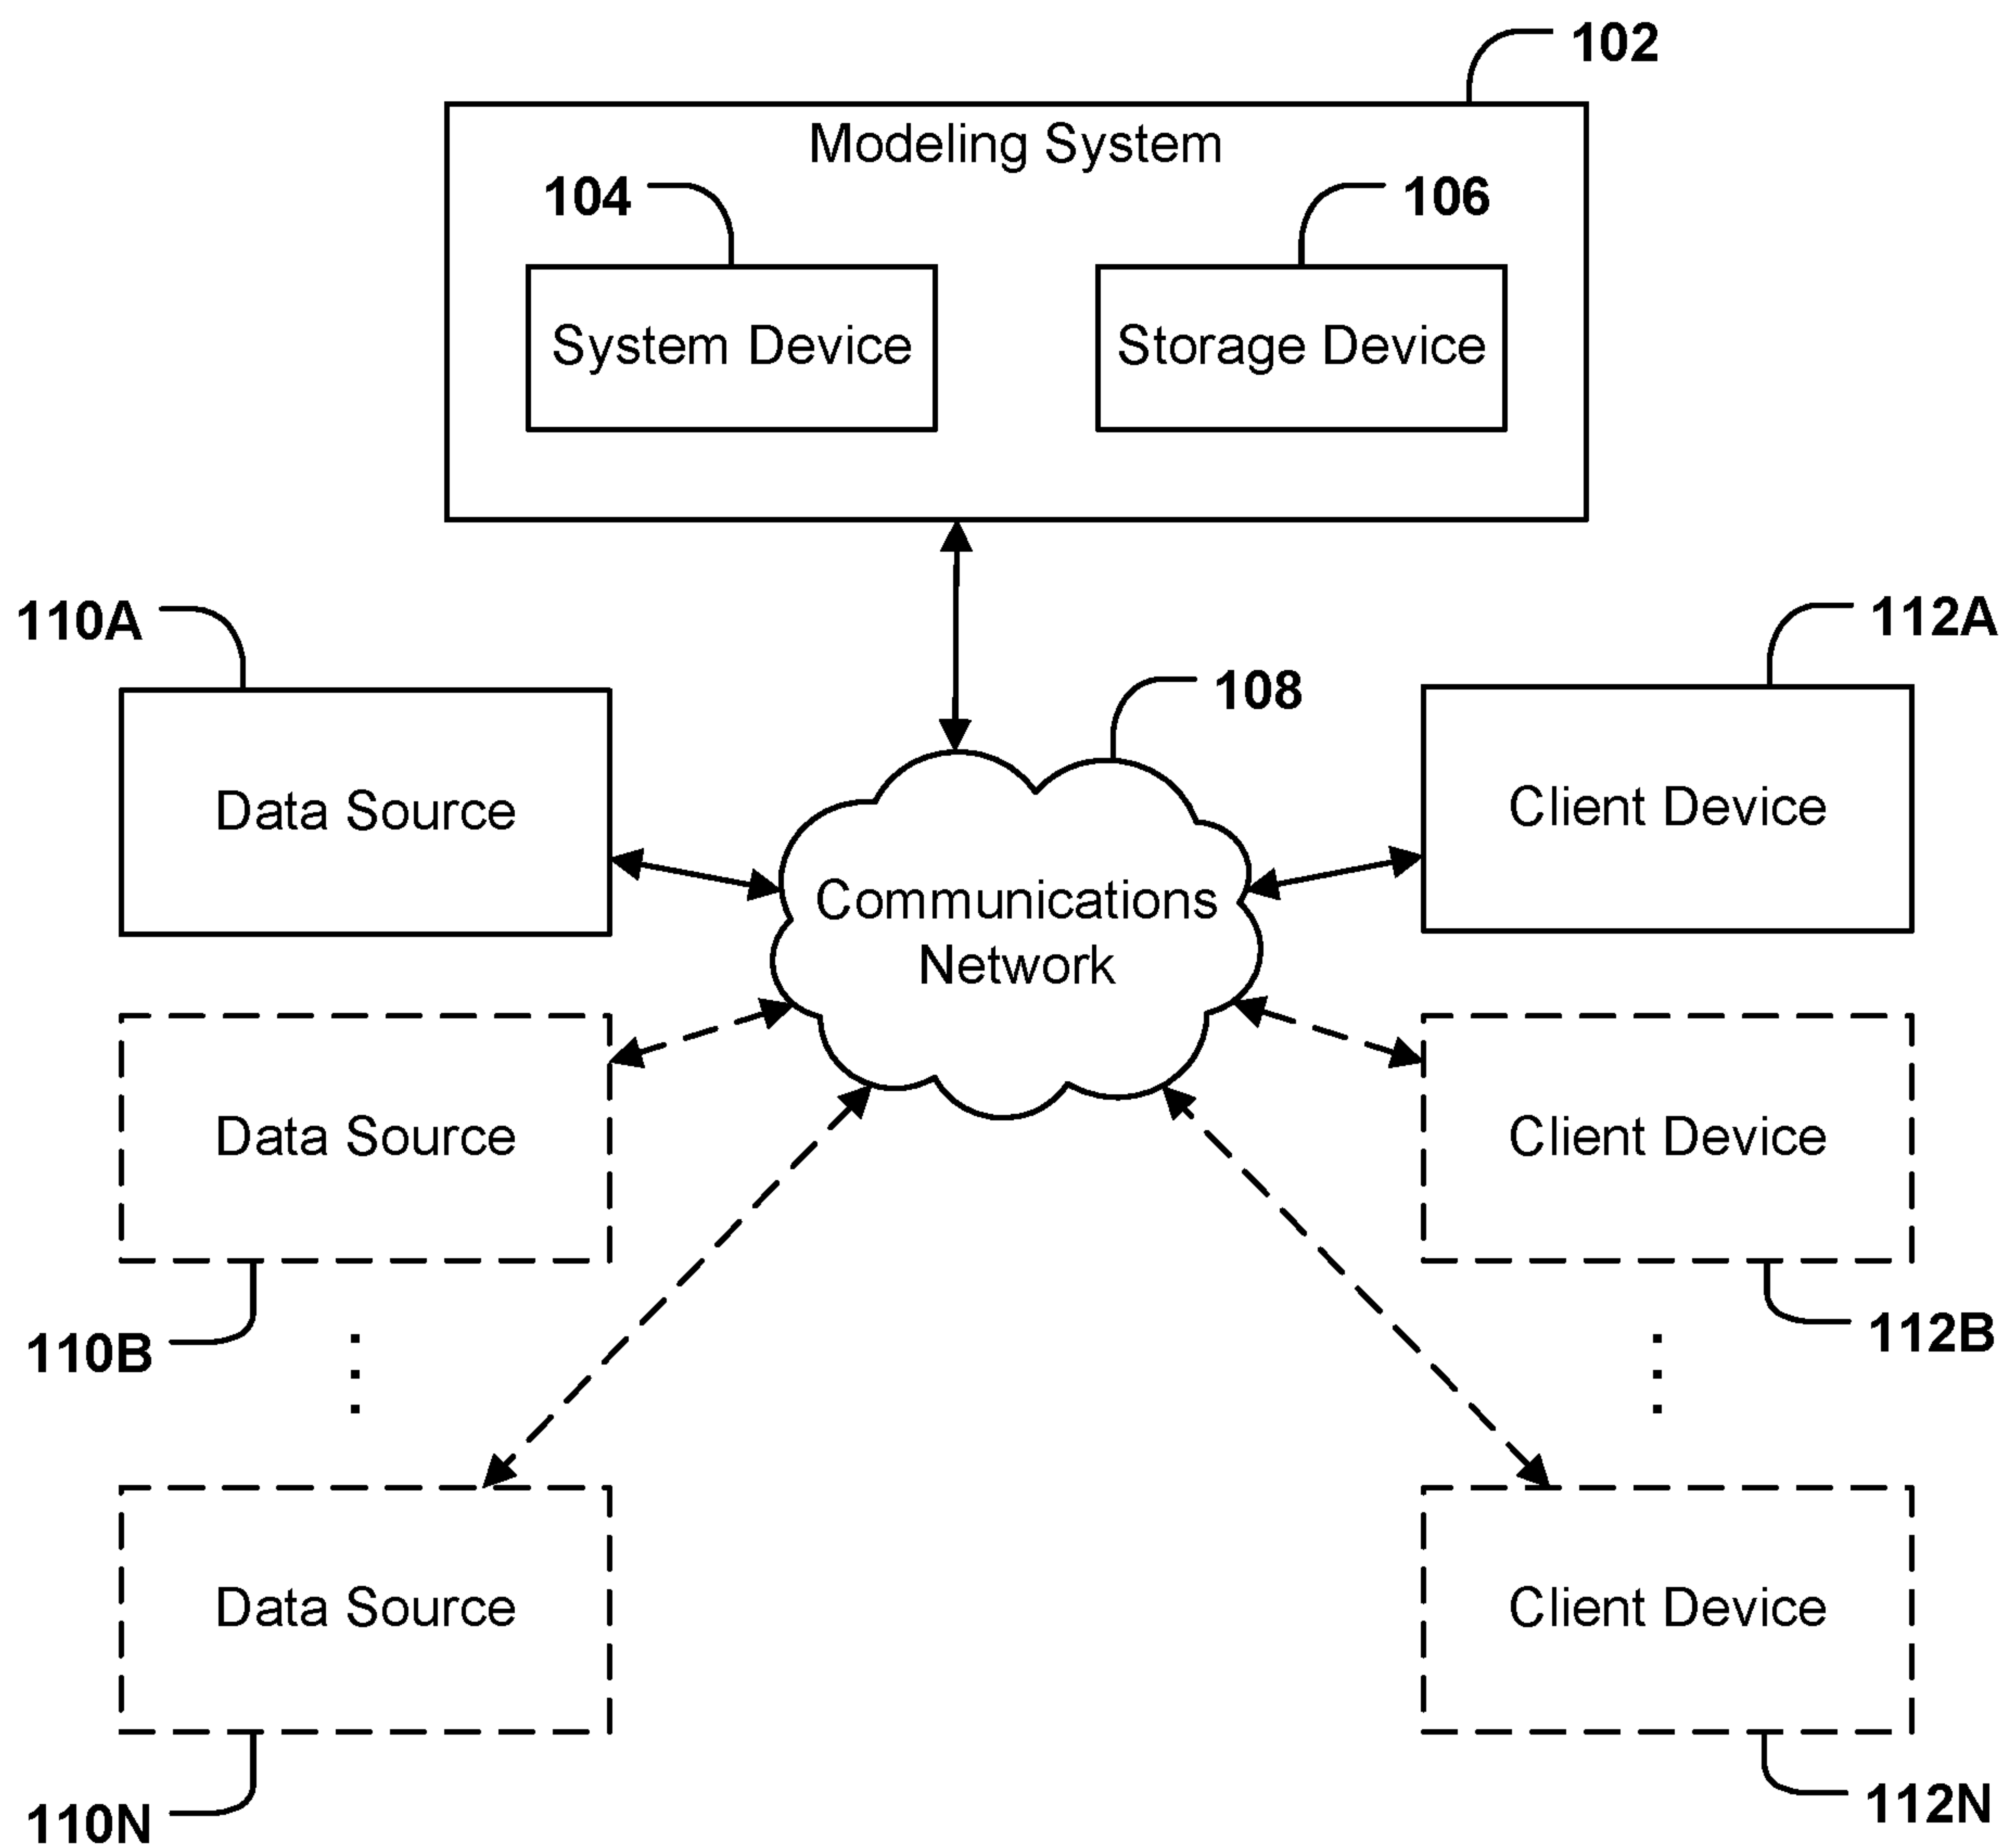 102
Modeling System
104
106
System Device
Storage Device
110A
112A
108
Data Source
Client Device
Communications
Network
Data Source
Client Device
110B
112B
Data Source
Client Device
110N
112N